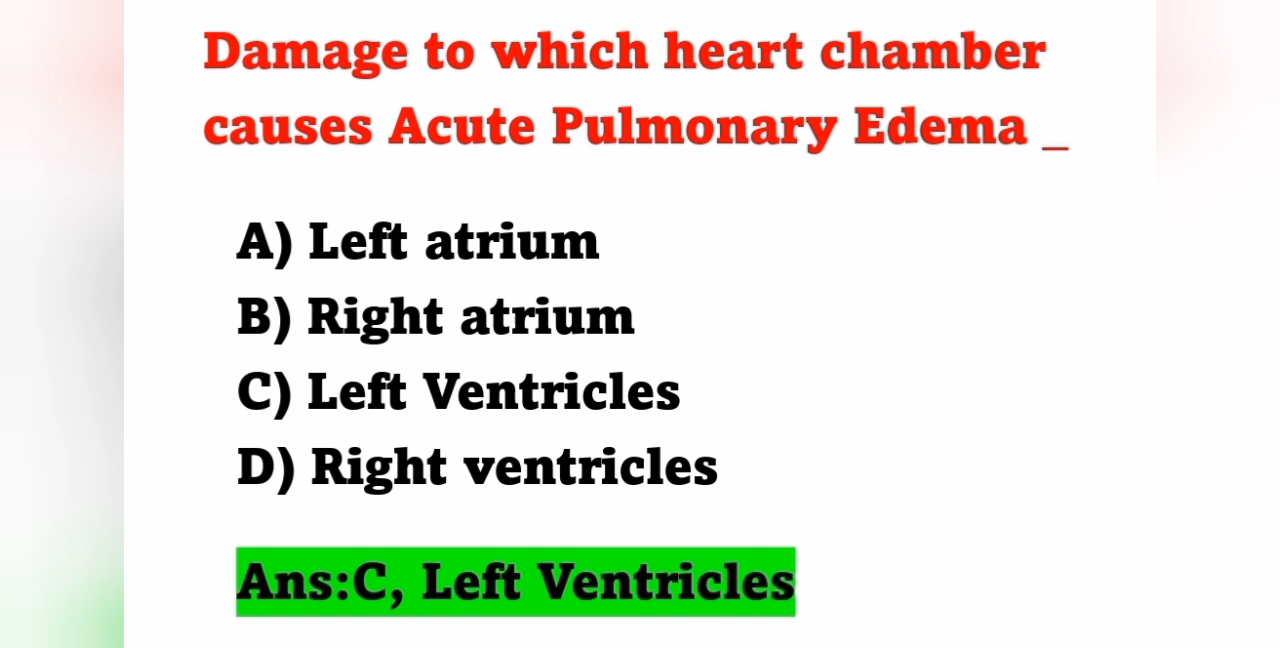 Damage to which heart chamber
causes Acute Pulmonary Edema _
A) Left atrium
B) Right atrium
C) Left Ventricles
D) Right ventricles
Ans:C, Left Ventricles